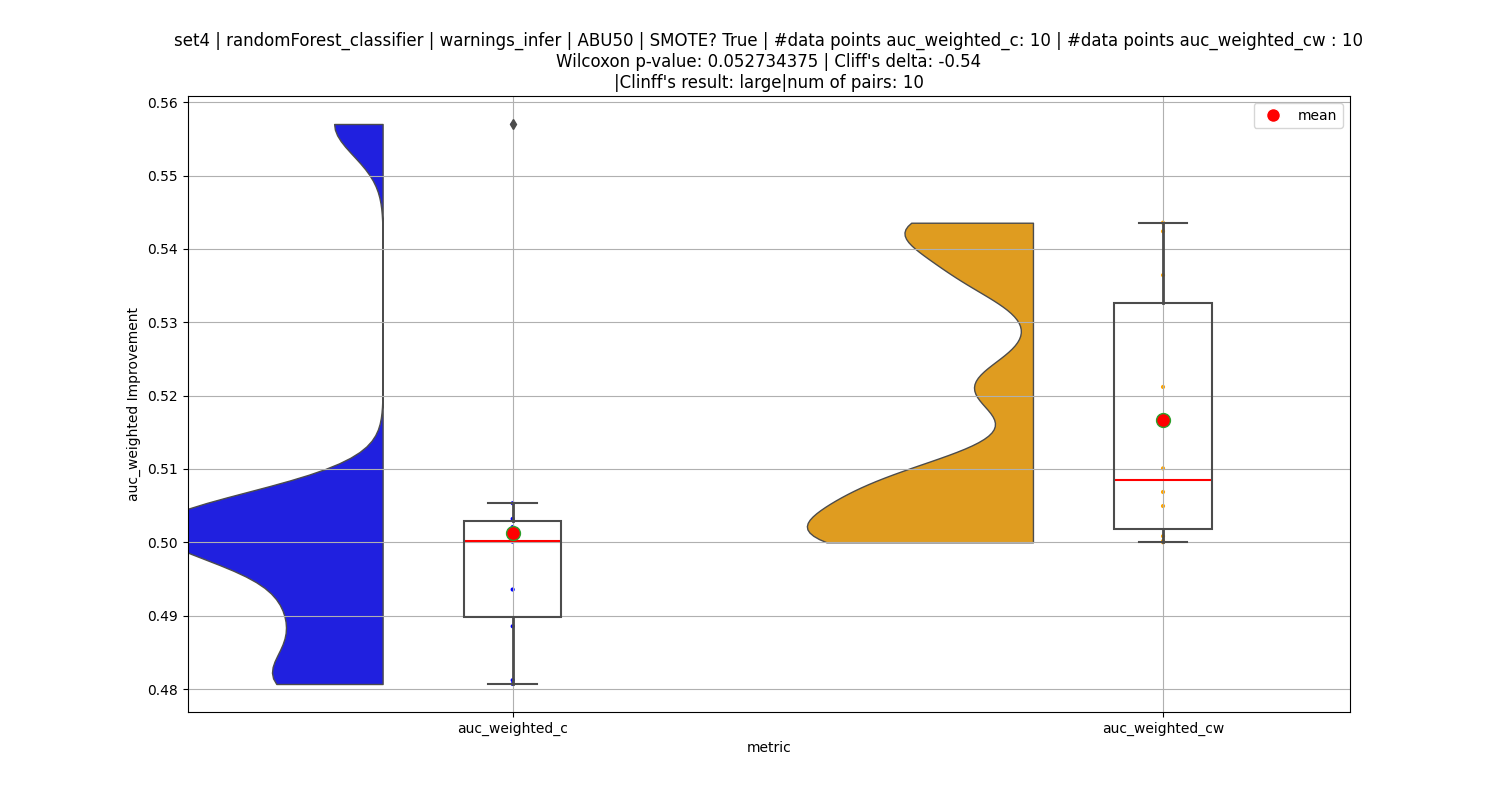 set4 | randomForest_classifier | warnings_infer | ABU50 | SMOTE? True | #data points auc_weighted_c: 10 | #data points auc_weighted_cw : 10
Wilcoxon p-value: 0.052734375 | Cliff's delta: -0.54
|Clinff's result: large|num of pairs: 10
mean
0.56
0.55
0.54
0.53
0.52
0.51
0.50
0.49
0.48
auc_weighted Improvement
auc_weighted_c
auc_weighted_cw
metric